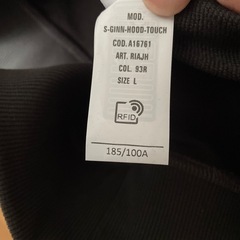 MOD.
S-GINN-HOOD-TOUCH
COD. A16761
ART. RIAJH
COL. 93R
SIZE L
RFID
185/100A